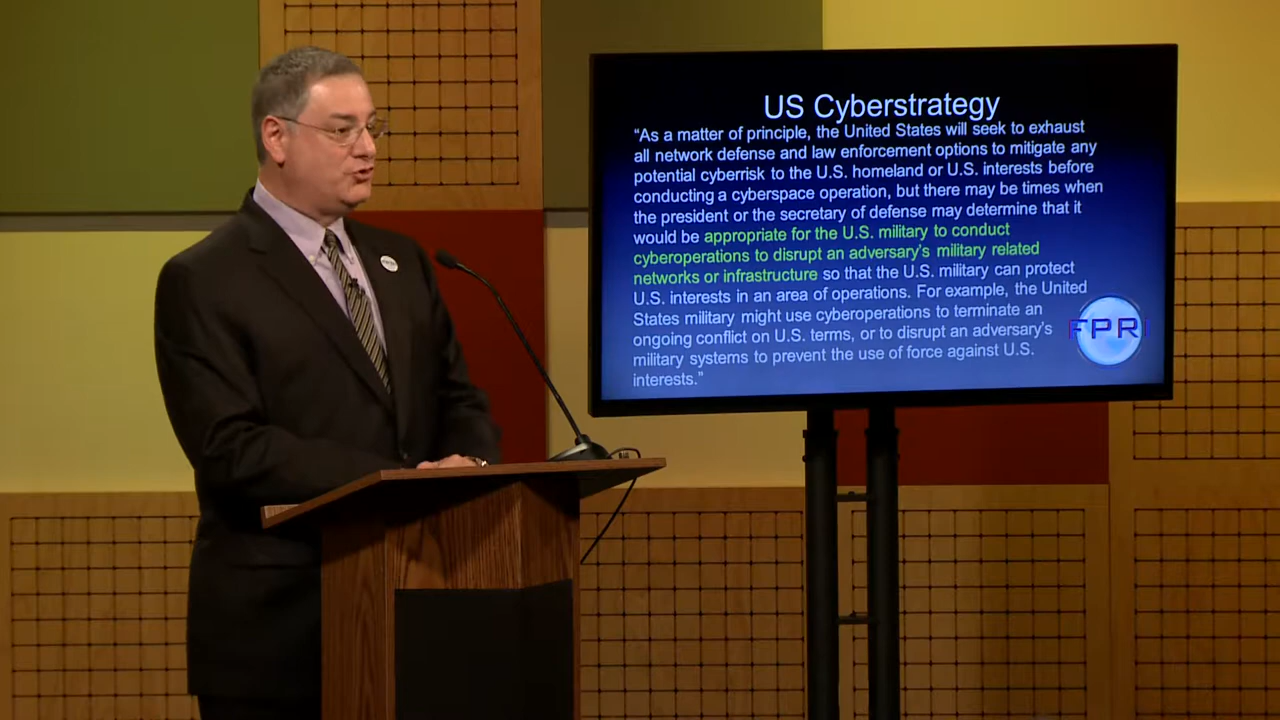 US Cyberstrategy
“As a matter of principle, the United States will seek to exhaust
all network defense and law enforcement options to mitigate any
potential cyberrisk to the U.S. homeland or U.S. interests before
conducting a cyberspace operation, but there may be times when
the president or the secretary of defense may determine that it
would be appropriate for the U.S. military to conduct
cyberoperations to disrupt an adversary’s military related
networks or infrastructure so that the U.S. military can protect
U.S. interests in an area of operations. For example, the United
States military might use cyberoperations to terminate an
ongoing conflict on U.S. terms, or to disrupt an adversary’s
military systems to prevent the use of force against U.S.
interests.”
FPRI